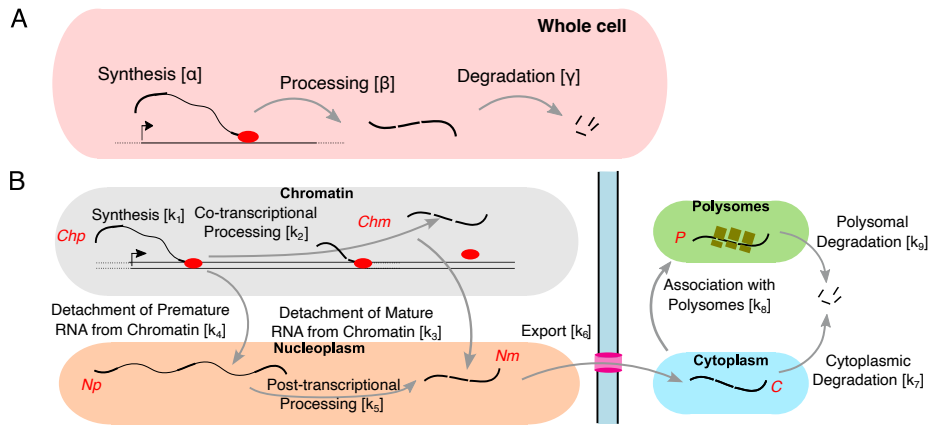 A
Whole cell
Synthesis [α]
Processing [β]
Degradation [γ]
B
Chromatin
Synthesis [k₁]
Co-transcriptional
Processing [k₂]
Chp
Chm
Detachment of Premature
RNA from Chromatin [k₄]
Detachment of Mature
RNA from Chromatin [k₃]
Nucleoplasm
Np
Post-transcriptional
Processing [k₅]
Nm
Export [k₆]
Polysomes
P
Polysomal
Degradation [k₉]
Association with
Polysomes [k₈]
Cytoplasm
C
Cytoplasmic
Degradation [k₇]